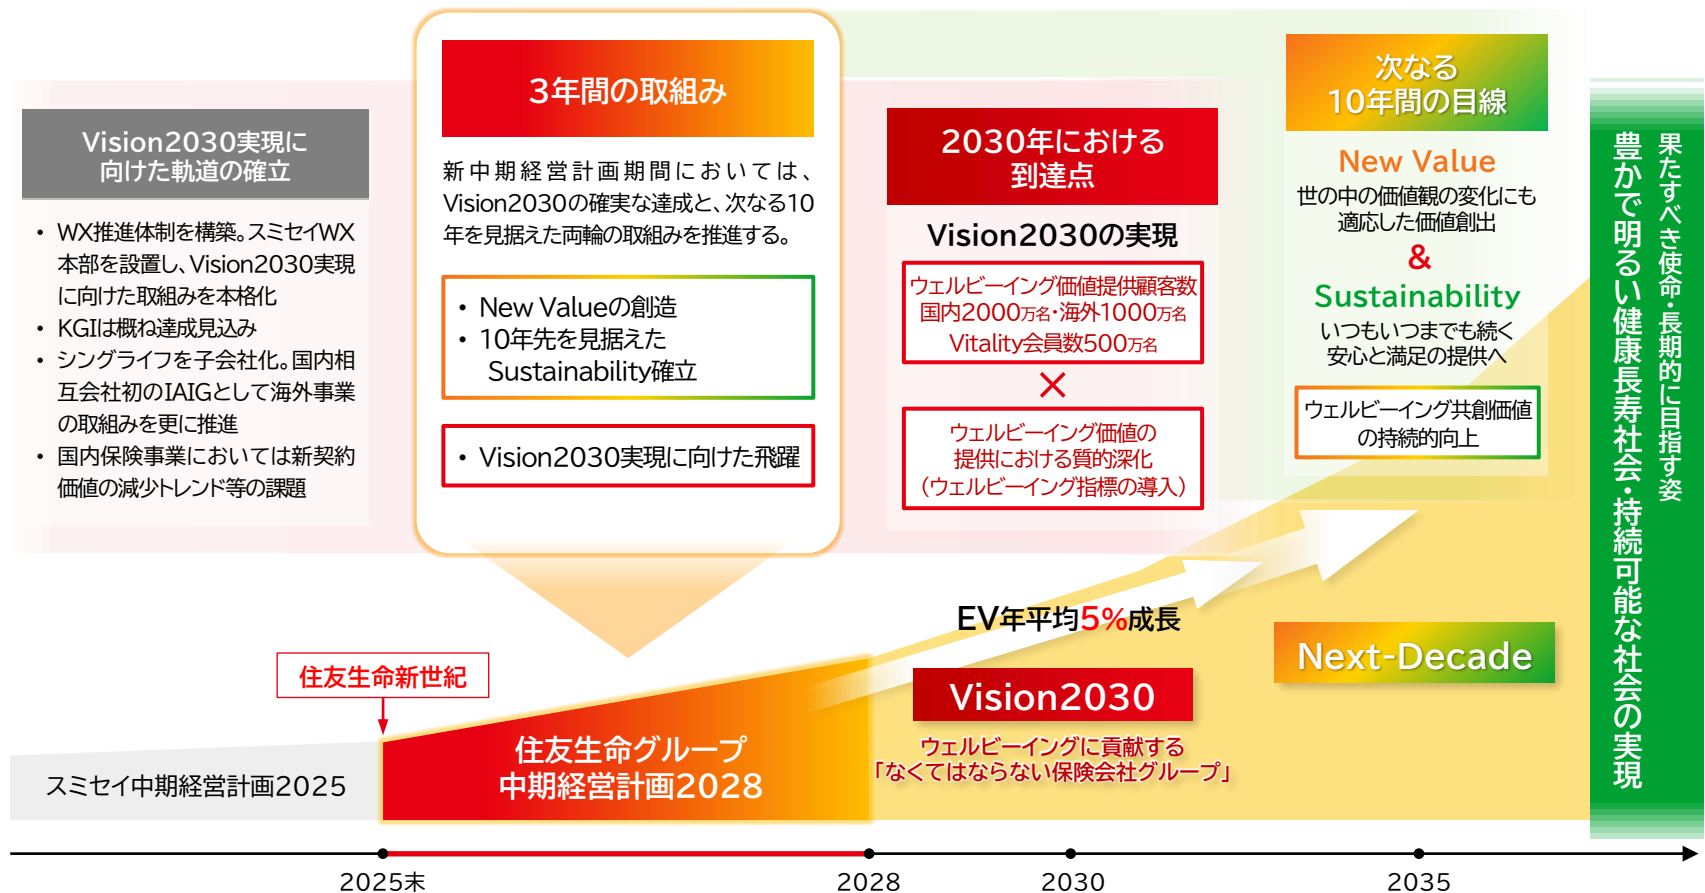 Vision2030実現に
向けた軌道の確立
• WX推進体制を構築。スミセイWX
本部を設置し、Vision2030実現
に向けた取組みを本格化
• KGIは概ね達成見込み
• シングライフを子会社化。国内相
互会社初のIAIGとして海外事業
の取組みを更に推進
• 国内保険事業においては新契約
価値の減少トレンド等の課題
3年間の取組み
新中期経営計画期間においては、
Vision2030の確実な達成と、次なる10
年を見据えた両輪の取組みを推進する。
• New Valueの創造
• 10年先を見据えた
Sustainability確立
• Vision2030実現に向けた飛躍
2030年における
到達点
Vision2030の実現
ウェルビーイング価値提供顧客数
国内2000万名・海外1000万名
Vitality会員数500万名
×
ウェルビーイング価値の
提供における質的深化
（ウェルビーイング指標の導入）
次なる
10年間の目線
New Value
世の中の価値観の変化にも
適応した価値創出
&
Sustainability
いつもいつまでも続く
安心と満足の提供へ
ウェルビーイング共創価値
の持続的向上
果たすべき使命・長期的に目指す姿
豊かで明るい健康長寿社会・持続可能な社会の実現
EV年平均5%成長
住友生命新世紀
スミセイ中期経営計画2025
住友生命グループ
中期経営計画2028
Vision2030
ウェルビーイングに貢献する
「なくてはならない保険会社グループ」
Next-Decade
2025末
2028
2030
2035